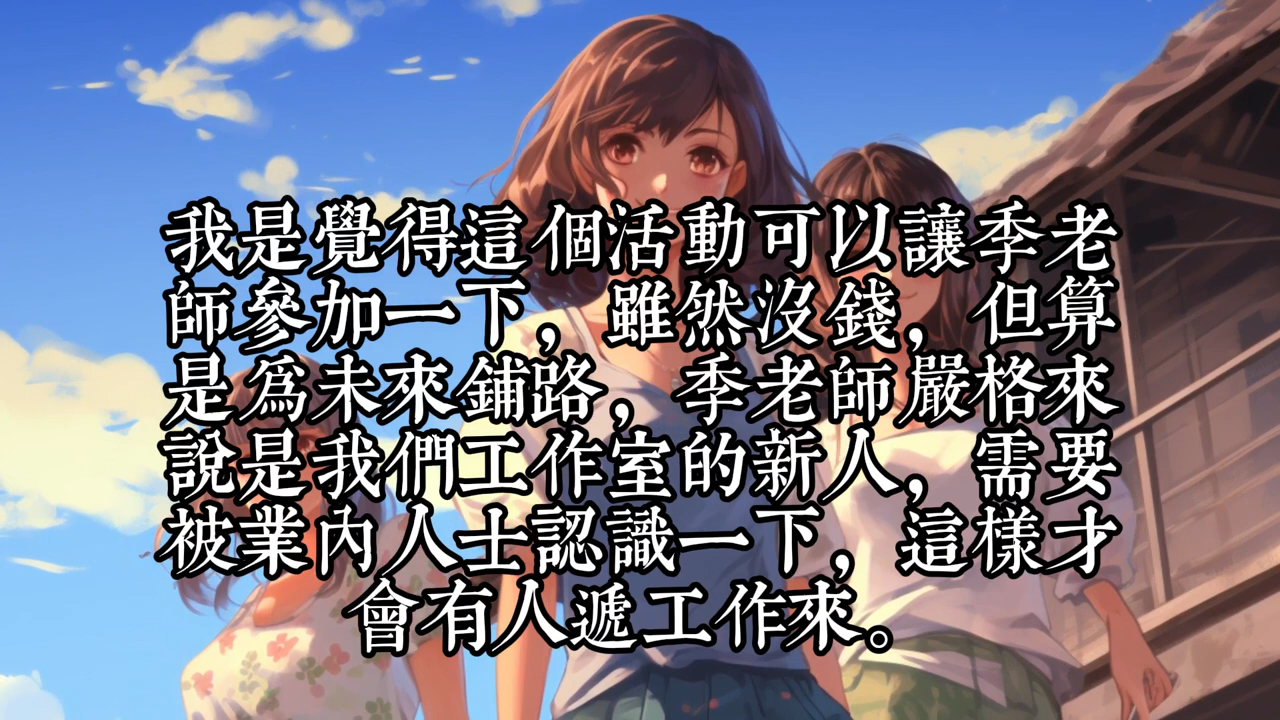 我是覺得這個活動可以讓季老
師參加一下，雖然沒錢，但算
是爲未來鋪路，季老師嚴格來
說是我們工作室的新人，需要
被業內人士認識一下，這樣才
會有人遞工作來。